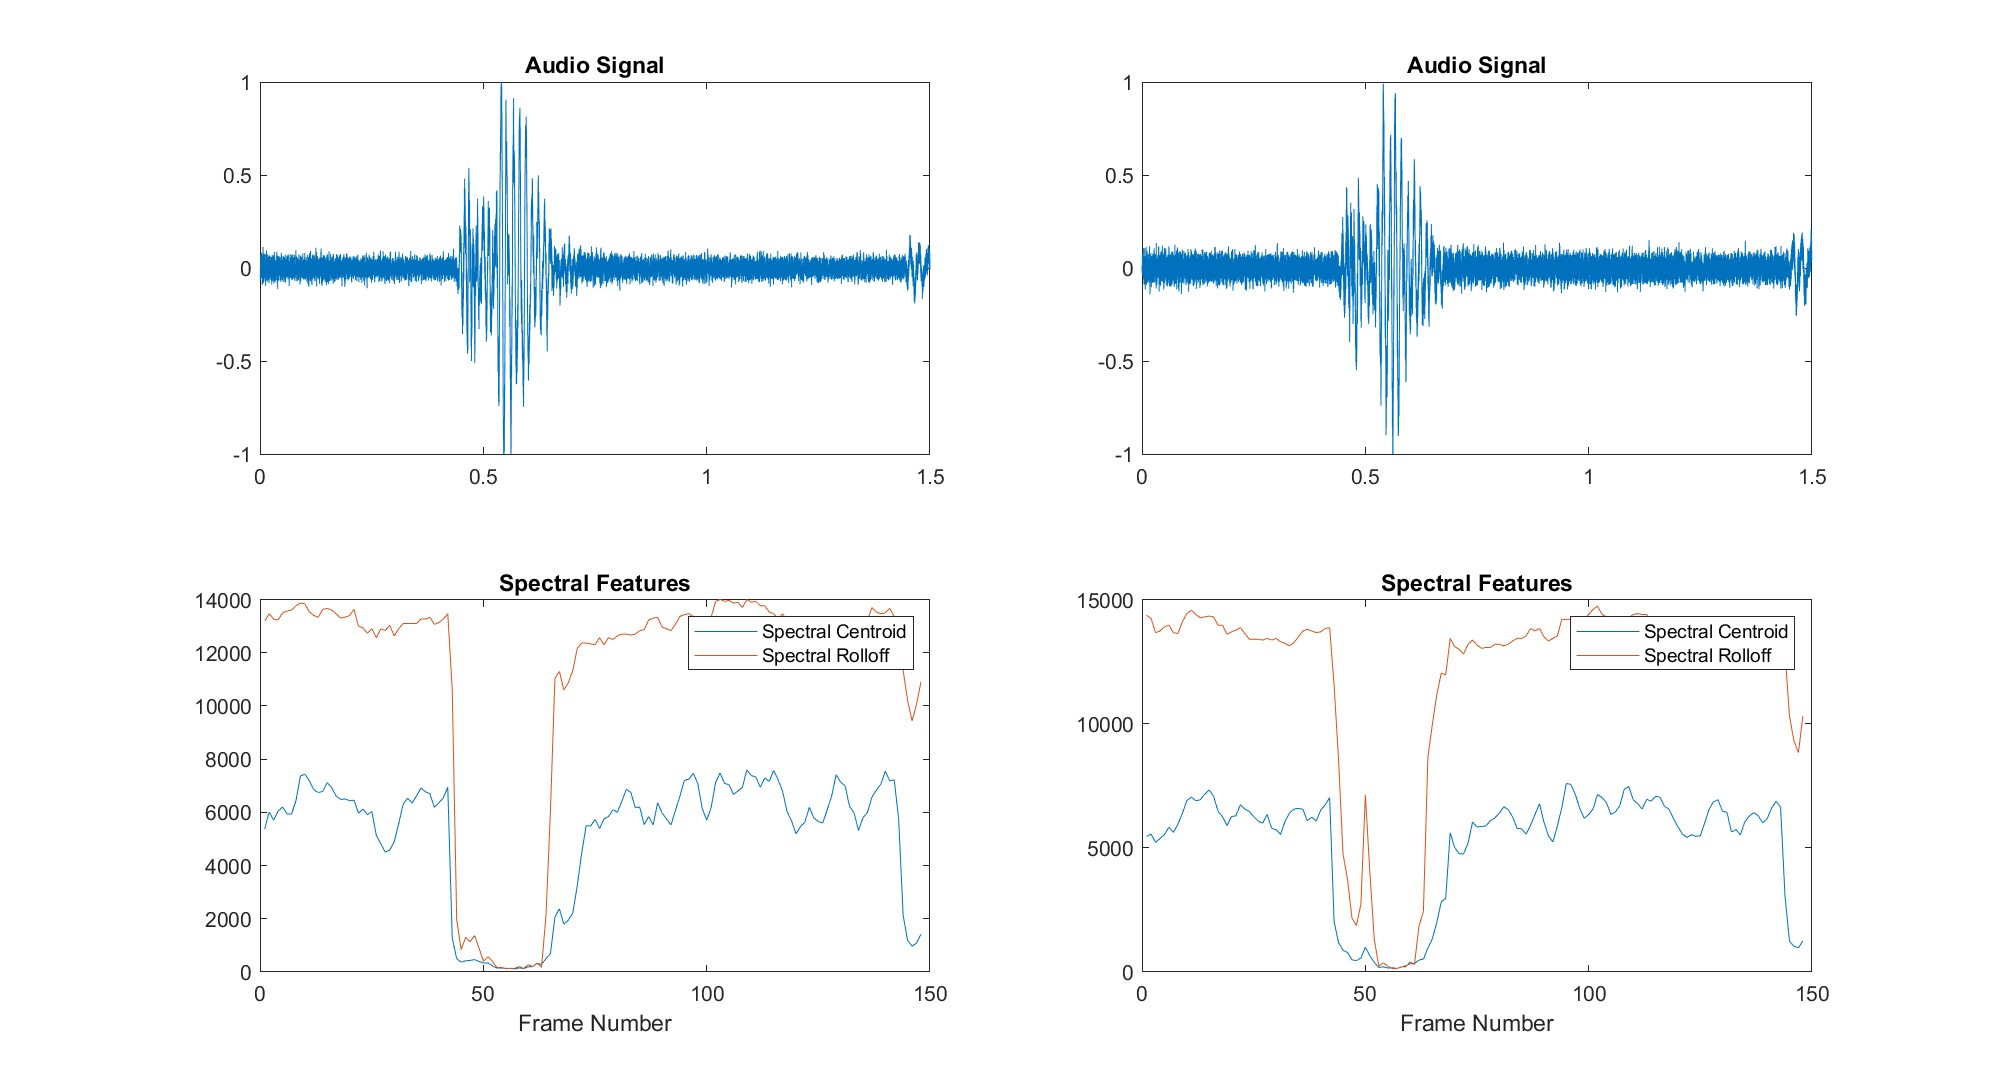 Audio Signal
1
0.5
0
-0.5
-1
0 0.5 1 1.5
Audio Signal
1
0.5
0
-0.5
-1
0 0.5 1 1.5
Spectral Features
14000
12000
10000
8000
6000
4000
2000
0
Spectral Centroid
Spectral Rolloff
0 50 100 150
Frame Number
Spectral Features
15000
10000
5000
0
Spectral Centroid
Spectral Rolloff
0 50 100 150
Frame Number